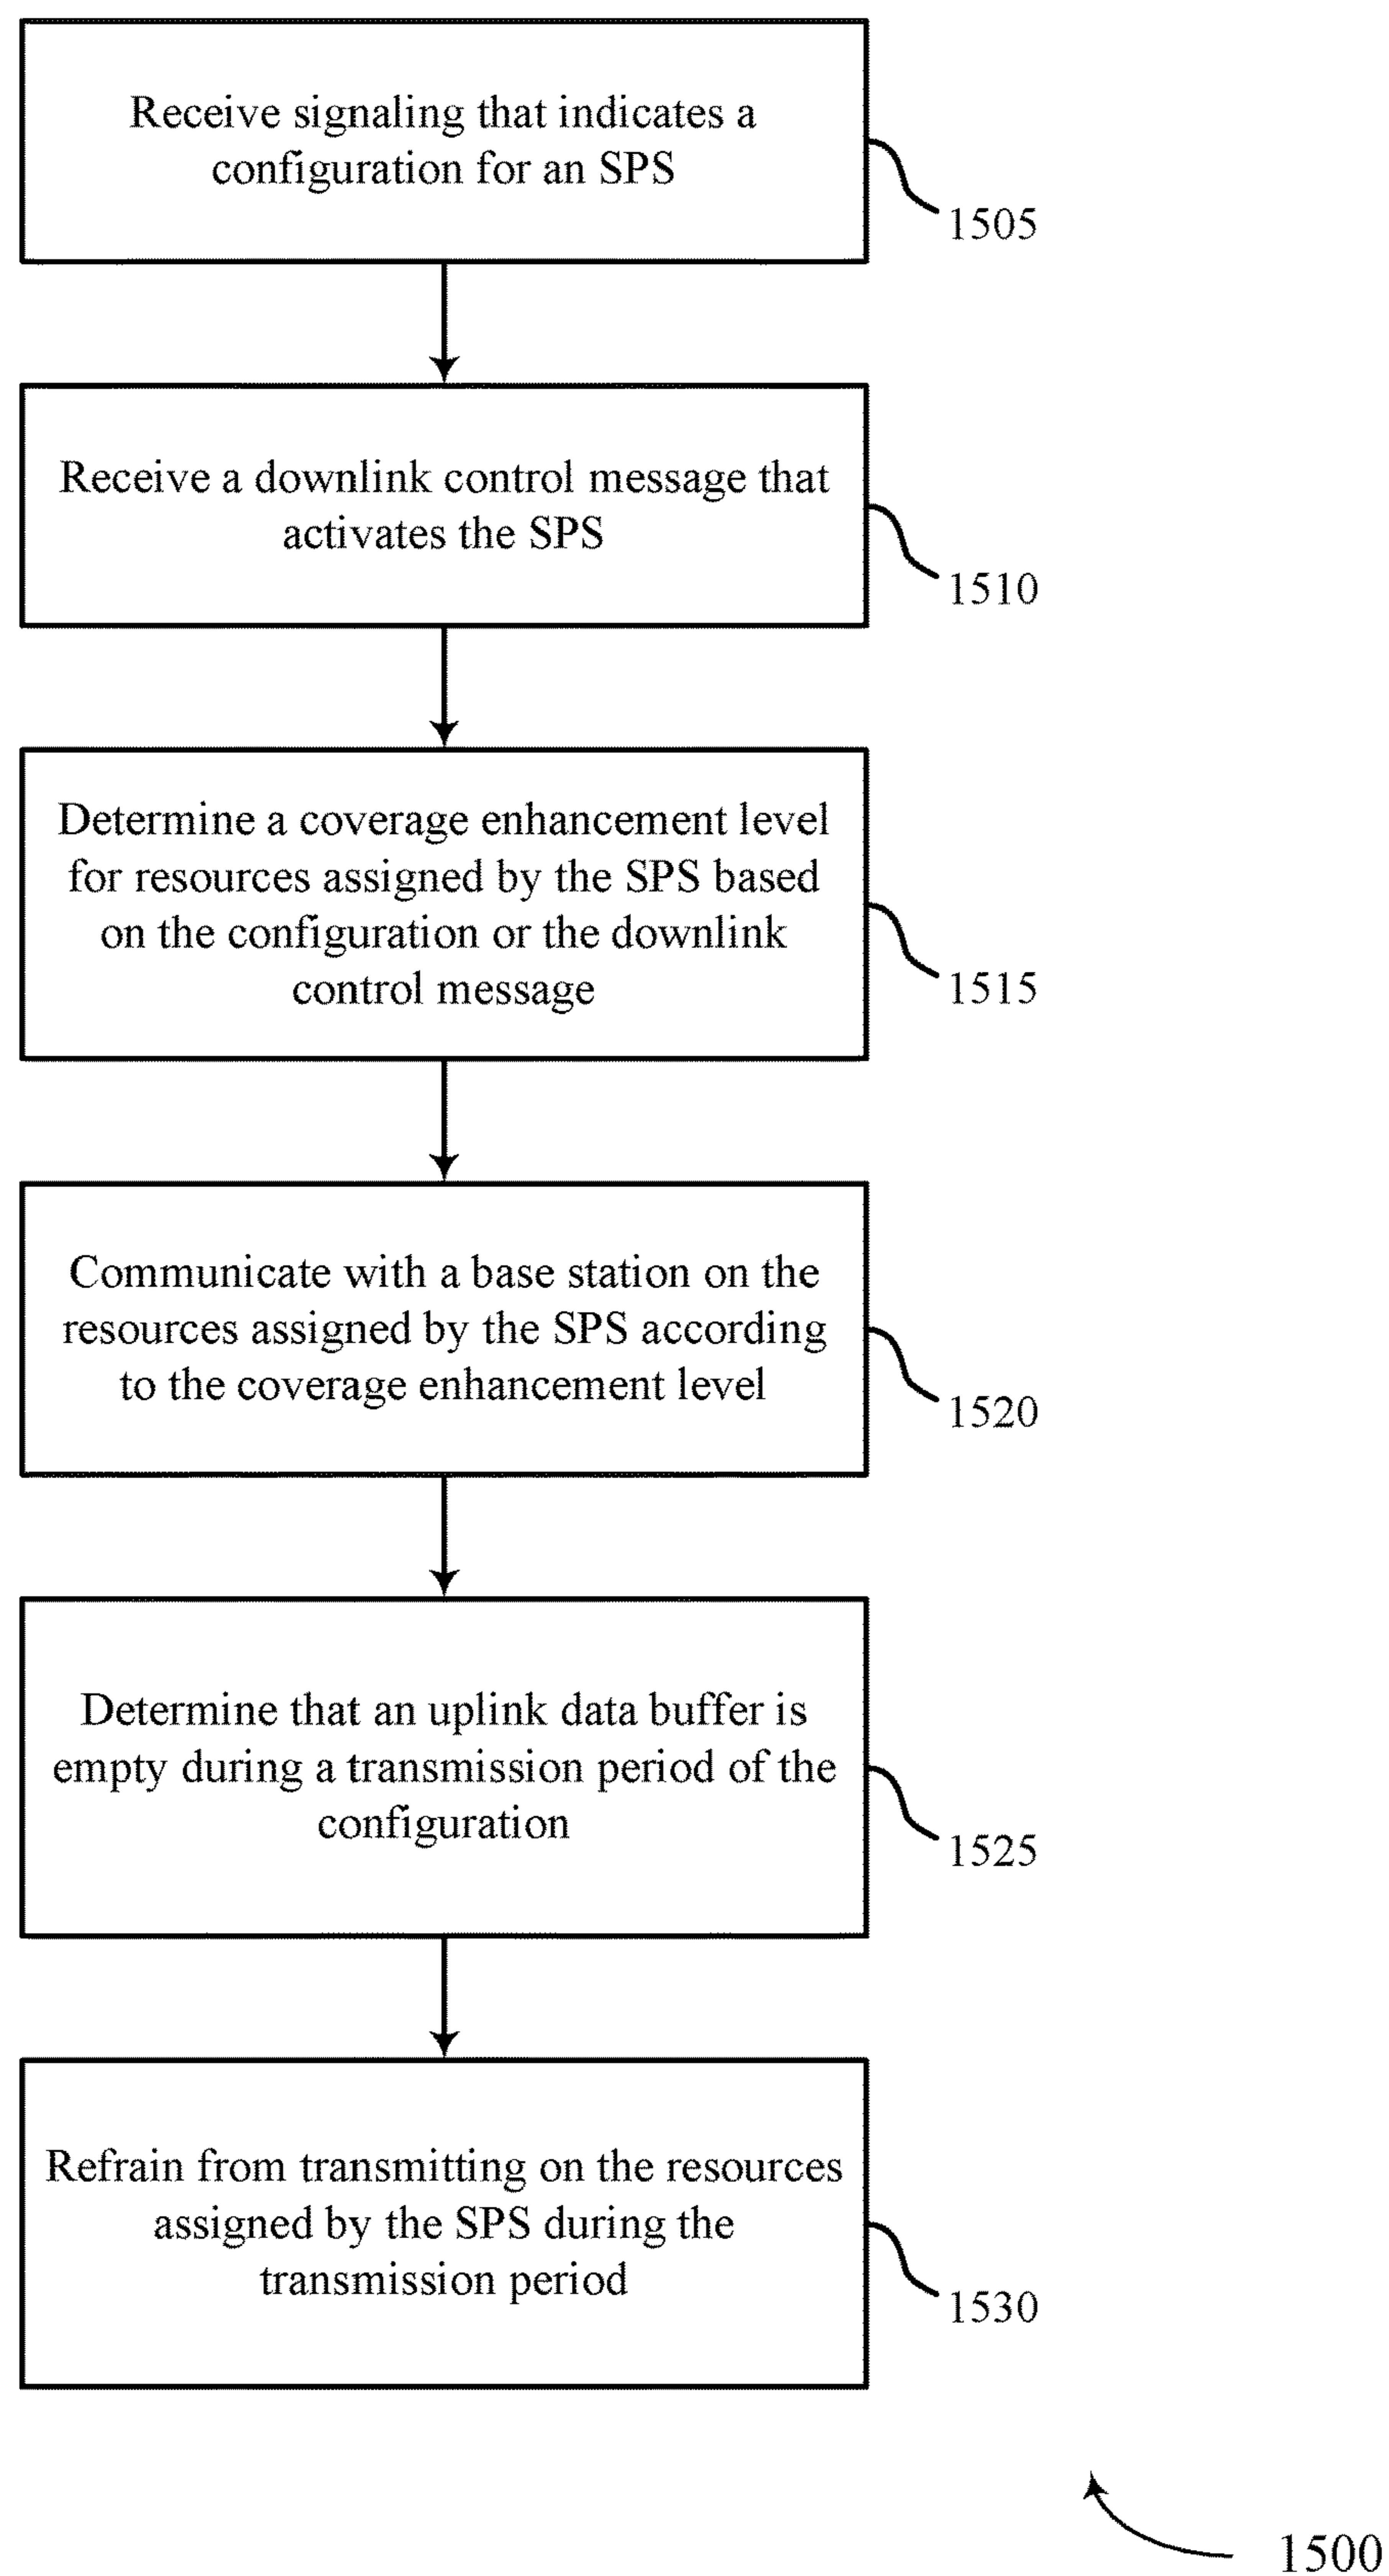 Receive signaling that indicates a
configuration for an SPS
1505
Receive a downlink control message that
activates the SPS
1510
Determine a coverage enhancement level
for resources assigned by the SPS based
on the configuration or the downlink
control message
1515
Communicate with a base station on the
resources assigned by the SPS according
to the coverage enhancement level
1520
Determine that an uplink data buffer is
empty during a transmission period of the
configuration
1525
Refrain from transmitting on the resources
assigned by the SPS during the
transmission period
1530
1500